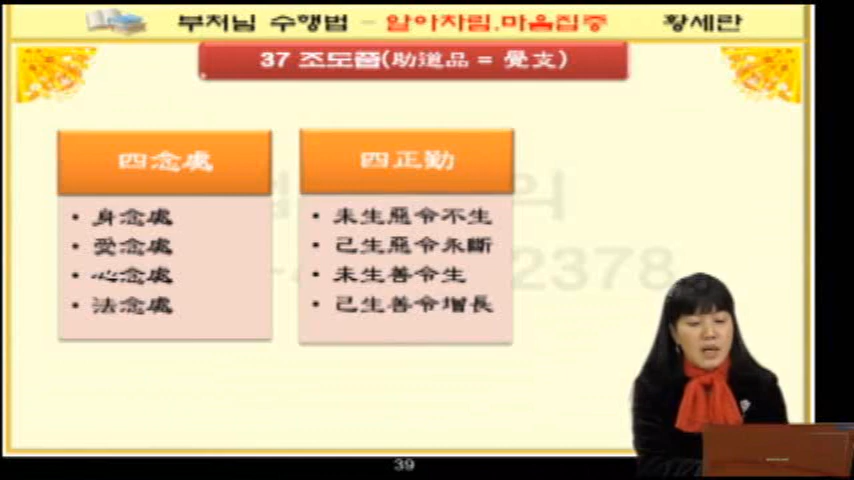 부처님 수행법 - 알아차림.마음집중 황세란
37 조도품(助道品 = 覺支)
四念處
身念處
受念處
心念處
法念處
四正勤
未生惡令不生
己生惡令永斷
未生善令生
己生善令增長
2378
39